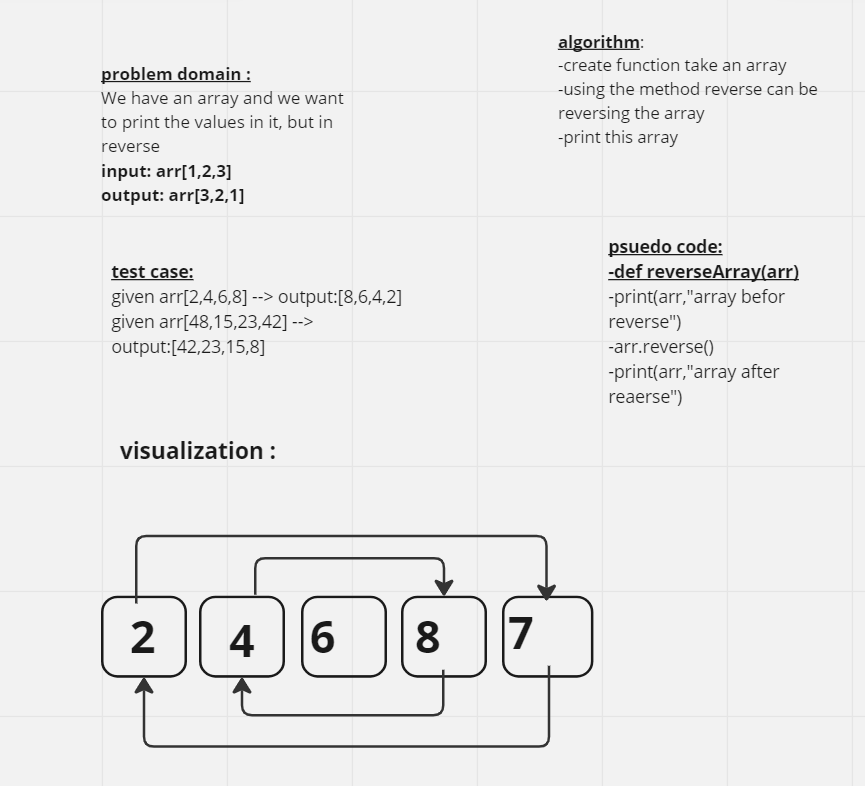 problem domain :
We have an array and we want
to print the values in it, but in
reverse
input: arr[1,2,3]
output: arr[3,2,1]
algorithm:
-create function take an array
-using the method reverse can be
reversing the array
-print this array
test case:
given arr[2,4,6,8] --> output:[8,6,4,2]
given arr[48,15,23,42] -->
output:[42,23,15,8]
psuedo code:
-def reverseArray(arr)
-print(arr,"array befor
reverse")
-arr.reverse()
-print(arr,"array after
reaerse")
visualization :
2 4 6 8 7